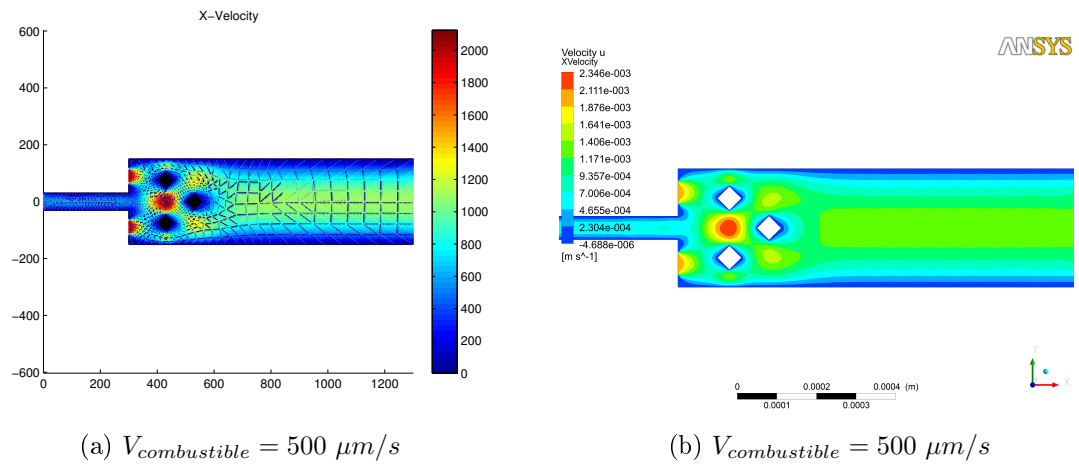 X−Velocity
600
400
200
0
−200
−400
−600
0
200
400
600
800
1000
1200
2000
1800
1600
1400
1200
1000
800
600
400
200
0
ANSYS
Velocity u
XVelocity
2.346e-003
2.111e-003
1.876e-003
1.641e-003
1.406e-003
1.171e-003
9.357e-004
7.006e-004
4.655e-004
2.304e-004
-4.688e-006
[m s^-1]
Y
X
0
0.0002
0.0004 (m)
0.0001
0.0003
(a) V_combustible = 500 μm/s
(b) V_combustible = 500 μm/s